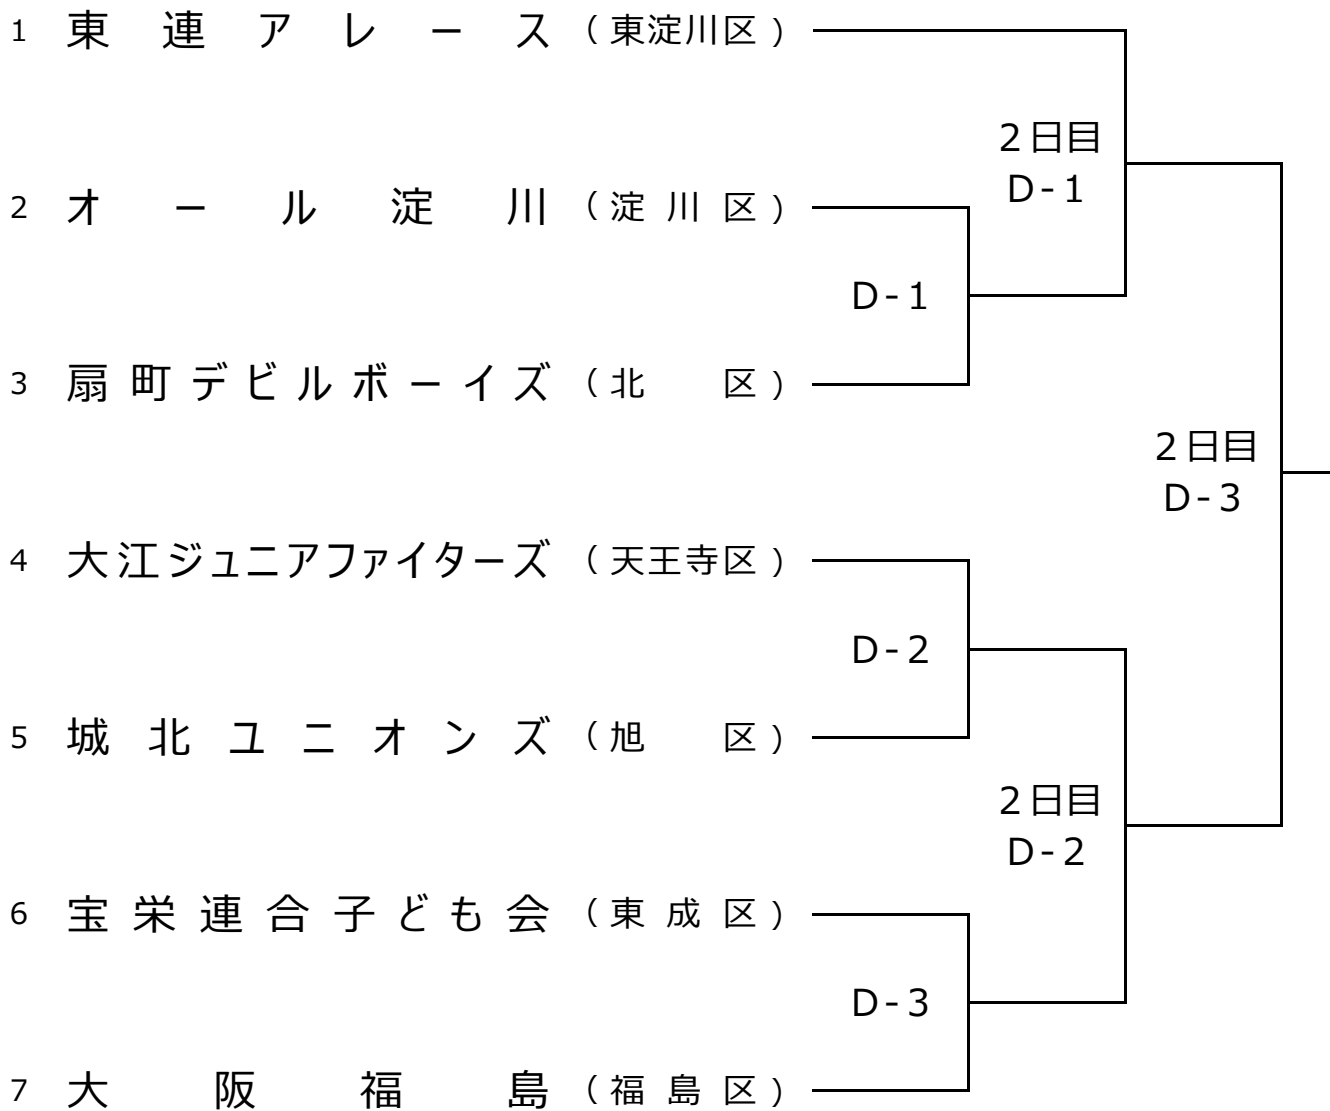 1 東連アレース（東淀川区）
２日目
D-1
2 オール淀川（淀川区）
D-1
3 扇町デビルボーイズ（北区）
２日目
D-3
4 大江ジュニアファイターズ（天王寺区）
D-2
5 城北ユニオンズ（旭区）
２日目
D-2
6 宝栄連合子ども会（東成区）
D-3
7 大阪福島（福島区）